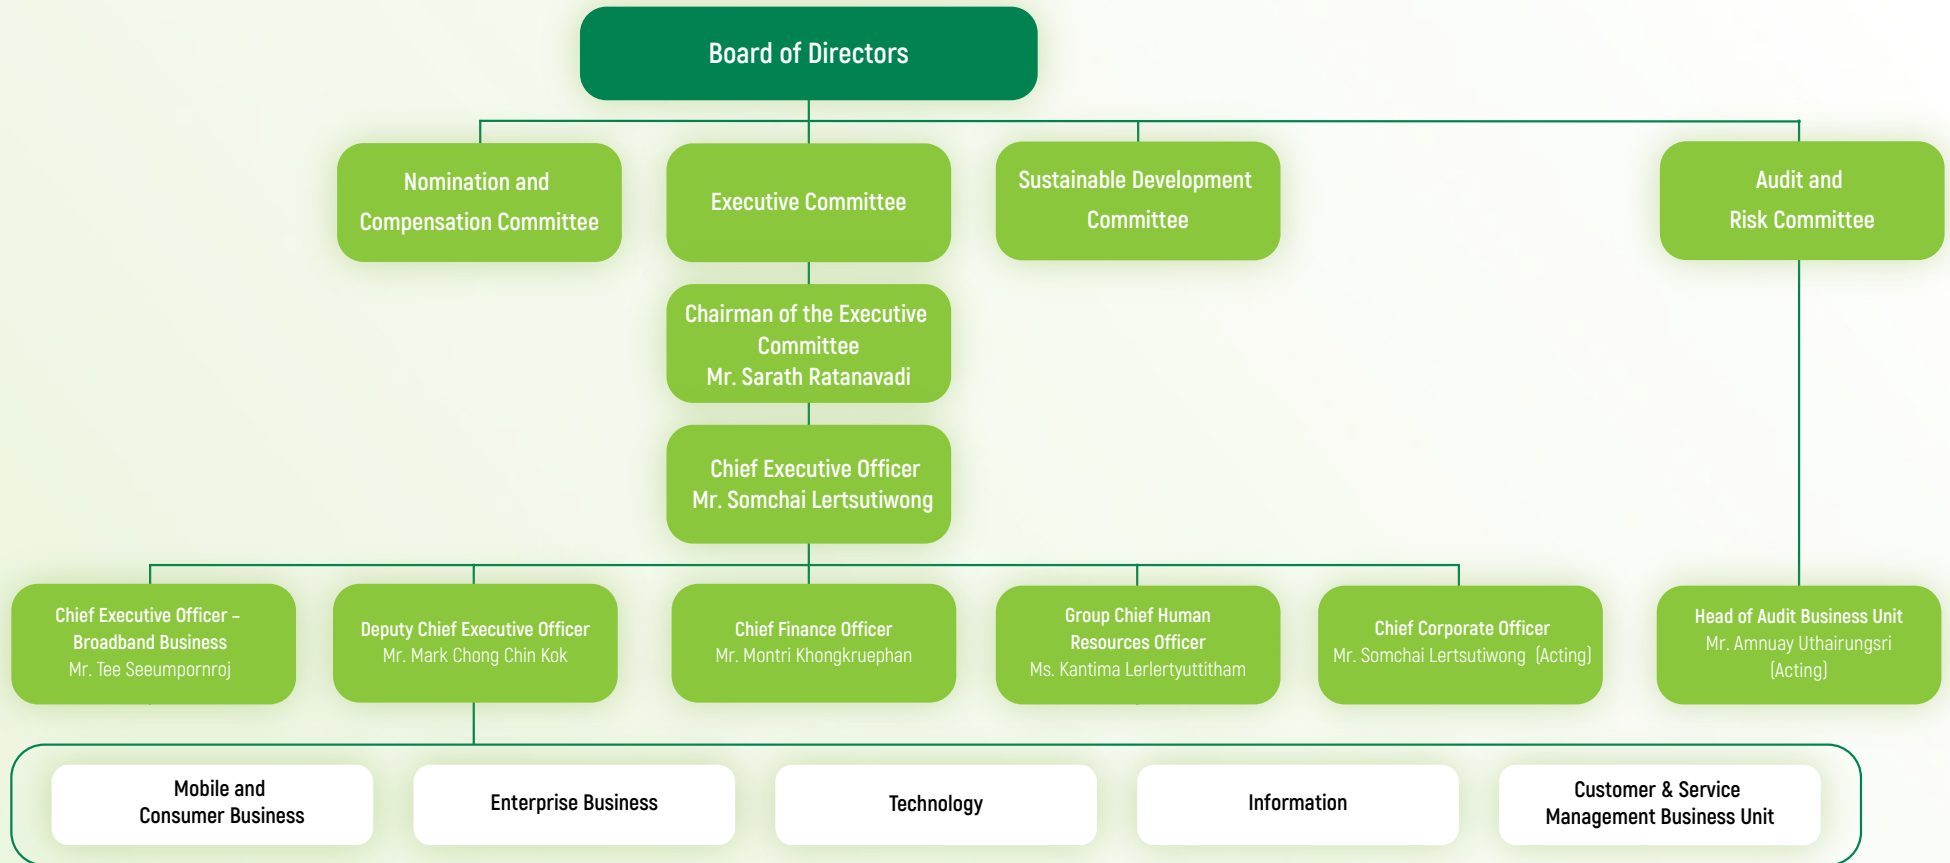 Board of Directors
Nomination and
Compensation Committee
Executive Committee
Sustainable Development
Committee
Audit and
Risk Committee
Chairman of the Executive
Committee
Mr. Sarath Ratanavadi
Chief Executive Officer
Mr. Somchai Lertsutiwong
Chief Executive Officer –
Broadband Business
Mr. Tee Seeumpornroj
Deputy Chief Executive Officer
Mr. Mark Chong Chin Kok
Chief Finance Officer
Mr. Montri Khongkruephan
Group Chief Human
Resources Officer
Ms. Kantima Lerlertyuttitham
Chief Corporate Officer
Mr. Somchai Lertsutiwong (Acting)
Head of Audit Business Unit
Mr. Amnuay Uthairungsri
(Acting)
Mobile and
Consumer Business
Enterprise Business
Technology
Information
Customer & Service
Management Business Unit